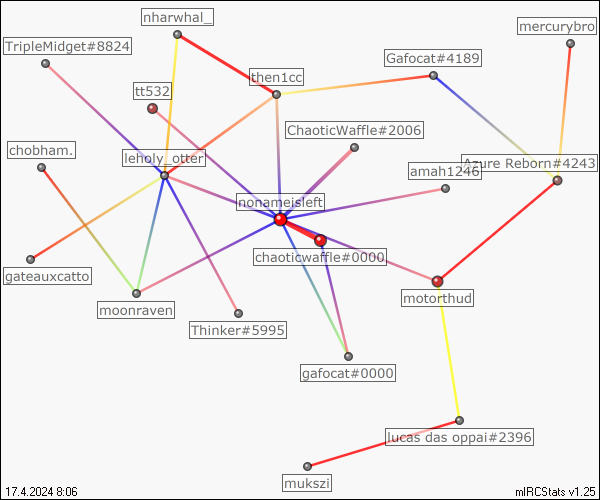 nharwhal_
mercurybro
TripleMidget#8824
Gafocat#4189
then1cc
tt532
ChaoticWaffle#2006
chobham.
leholy_otter
Azure Reborn#4243
amah1246
nonameisleft
chaoticwaffle#0000
gateauxcatto
motorthud
moonraven
Thinker#5995
gafocat#0000
lucas das oppai#2396
mukszi
17.4.2024 8:06
mIRCStats v1.25